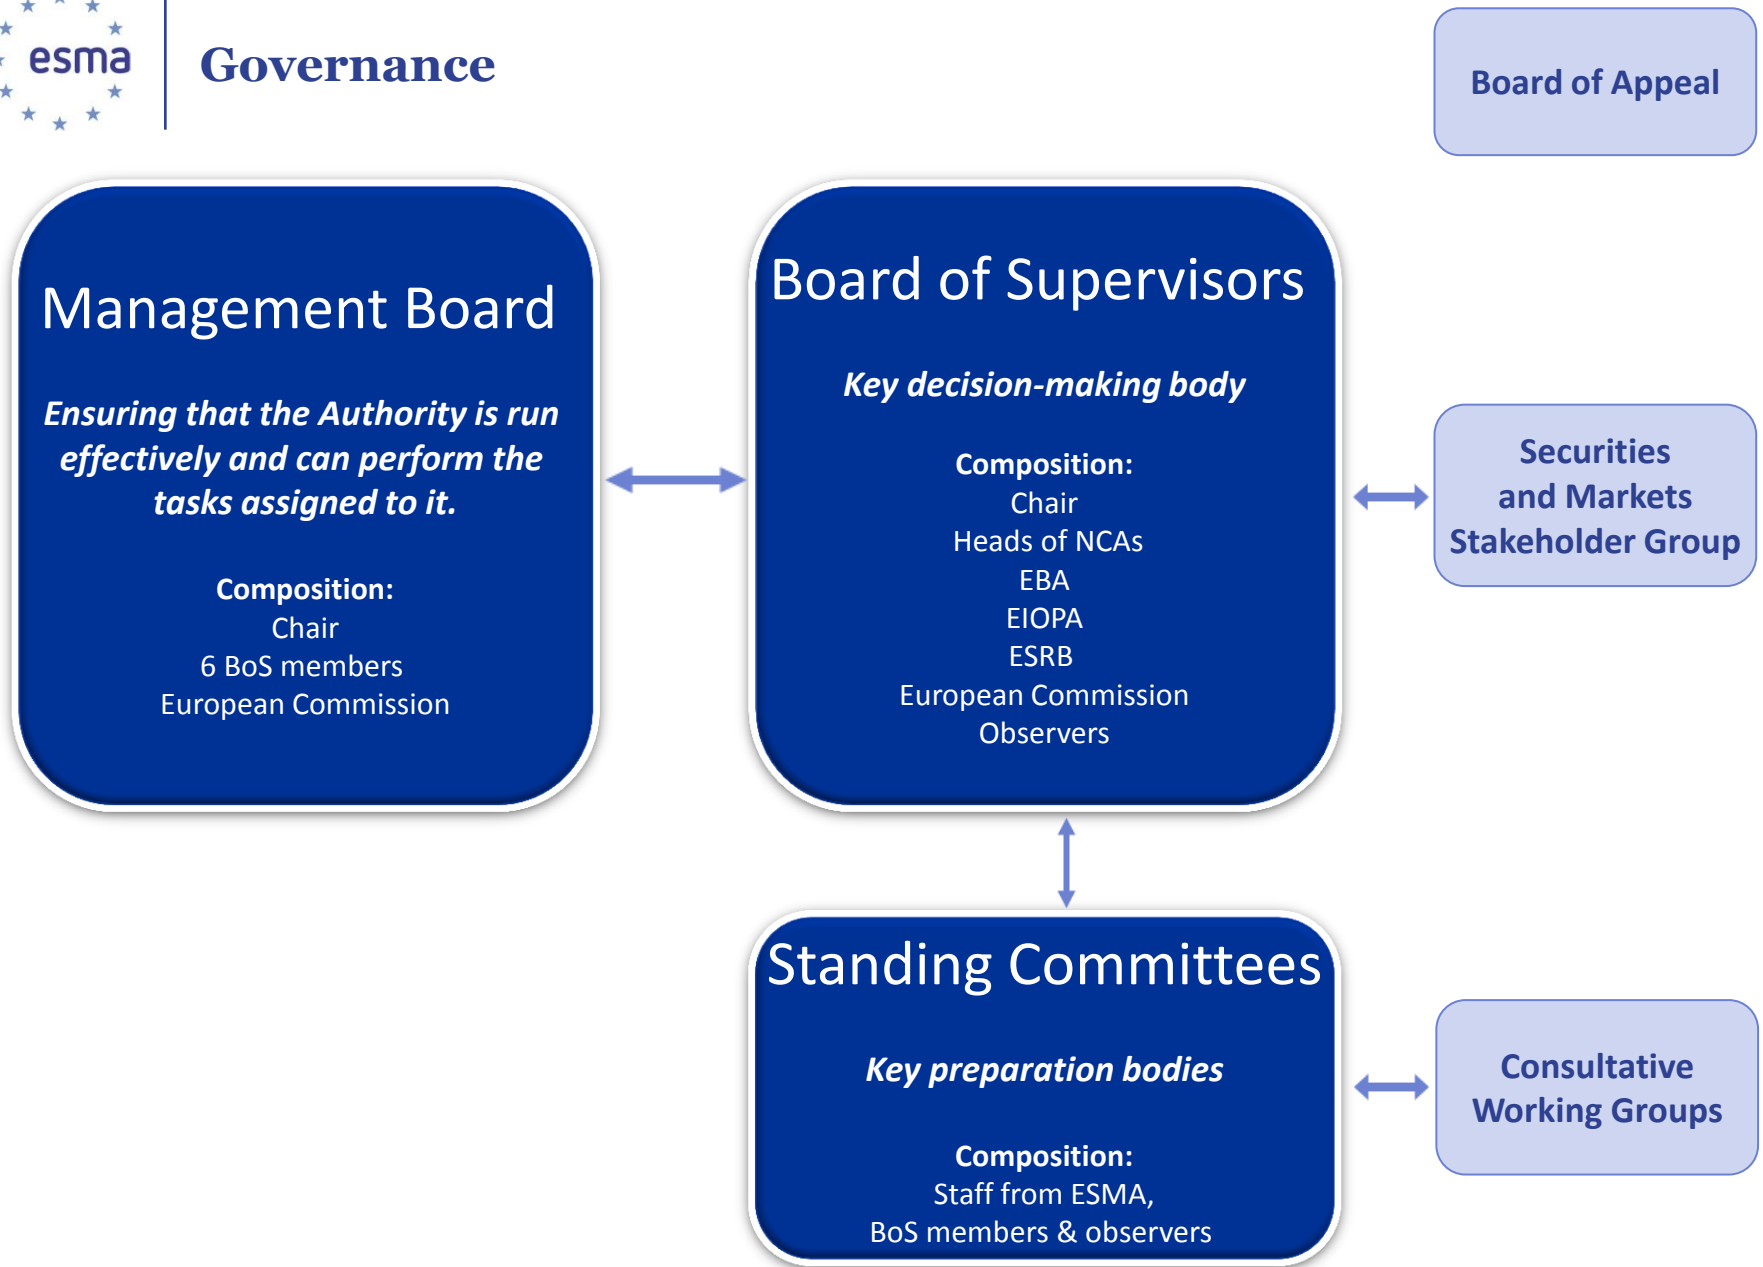 esma
Governance
Board of Appeal
Management Board
Ensuring that the Authority is run
effectively and can perform the
tasks assigned to it.
Composition:
Chair
6 BoS members
European Commission
Board of Supervisors
Key decision-making body
Composition:
Chair
Heads of NCAs
EBA
EIOPA
ESRB
European Commission
Observers
Securities
and Markets
Stakeholder Group
Standing Committees
Key preparation bodies
Composition:
Staff from ESMA,
BoS members & observers
Consultative
Working Groups